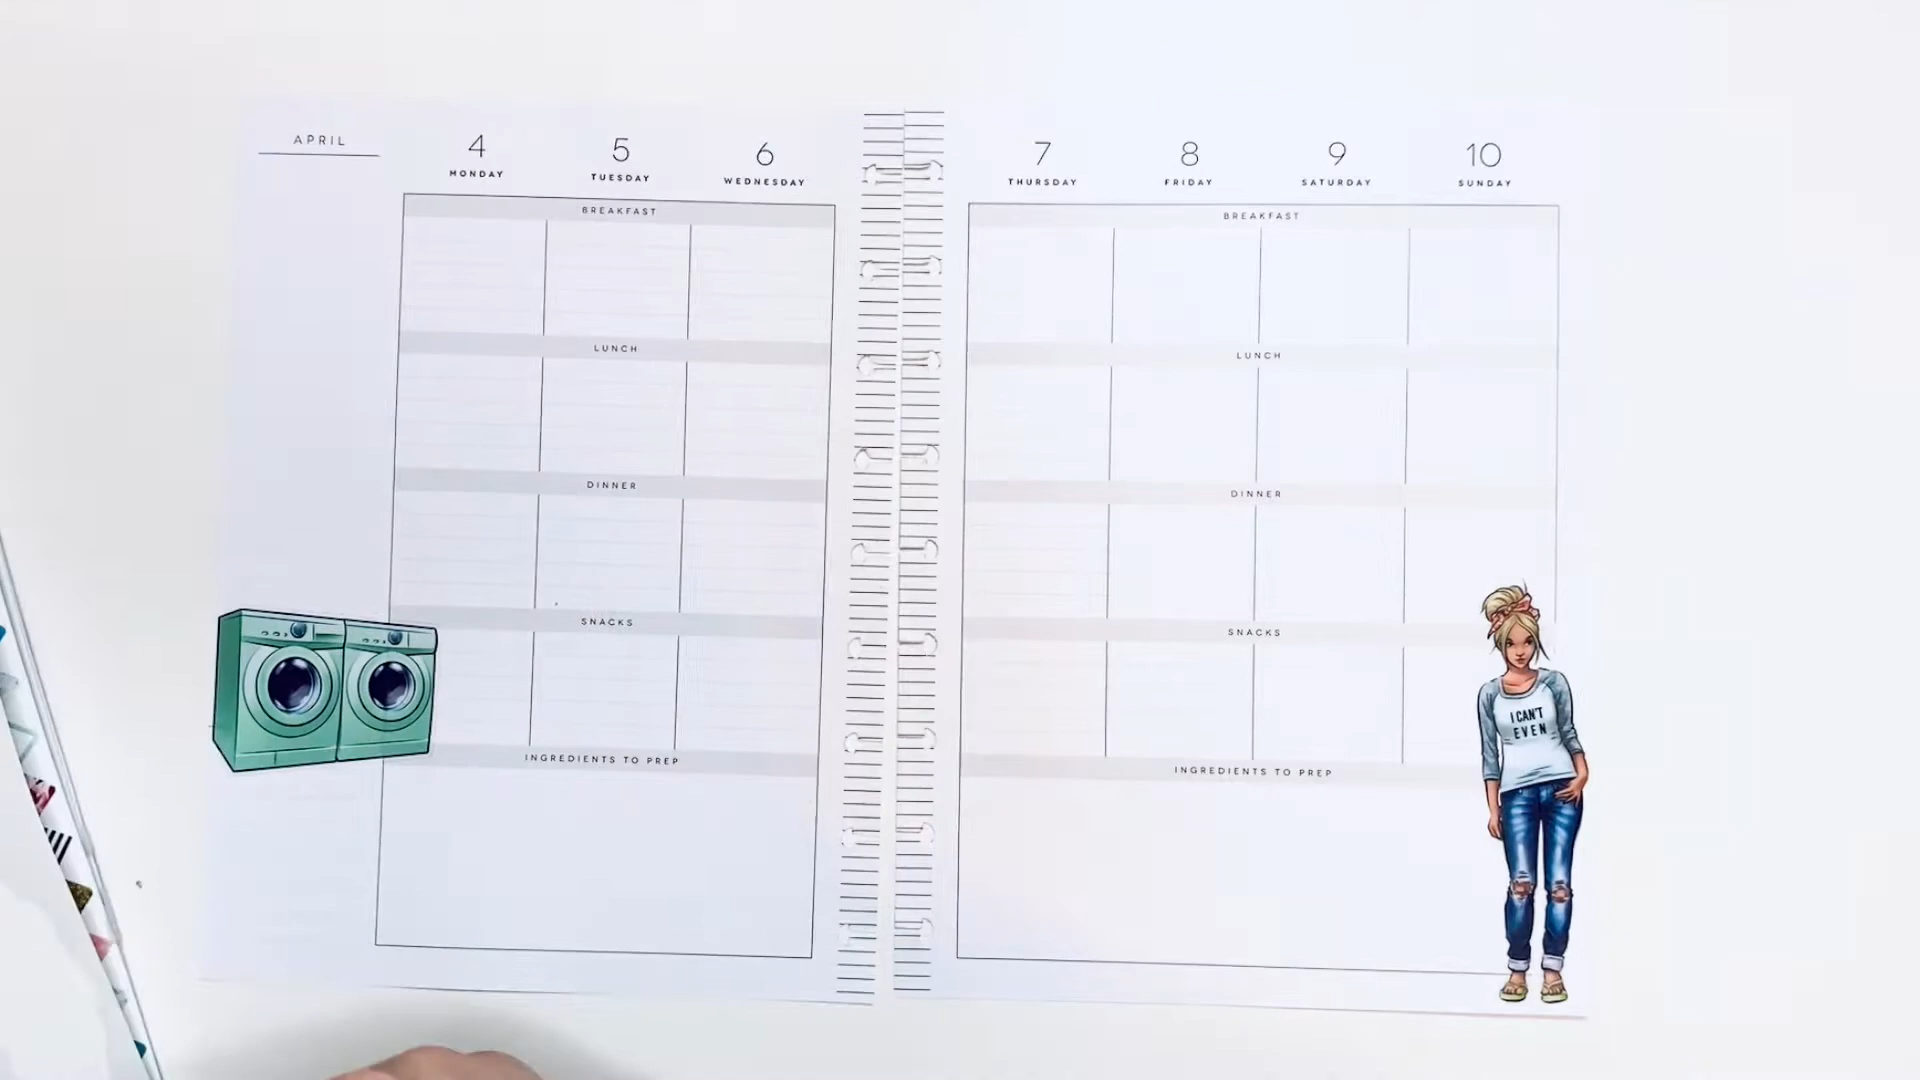 APRIL
4
MONDAY
5
TUESDAY
6
WEDNESDAY
BREAKFAST
LUNCH
DINNER
SNACKS
INGREDIENTS TO PREP
7
THURSDAY
8
FRIDAY
9
SATURDAY
10
SUNDAY
BREAKFAST
LUNCH
DINNER
SNACKS
INGREDIENTS TO PREP
I CAN'T
EVEN